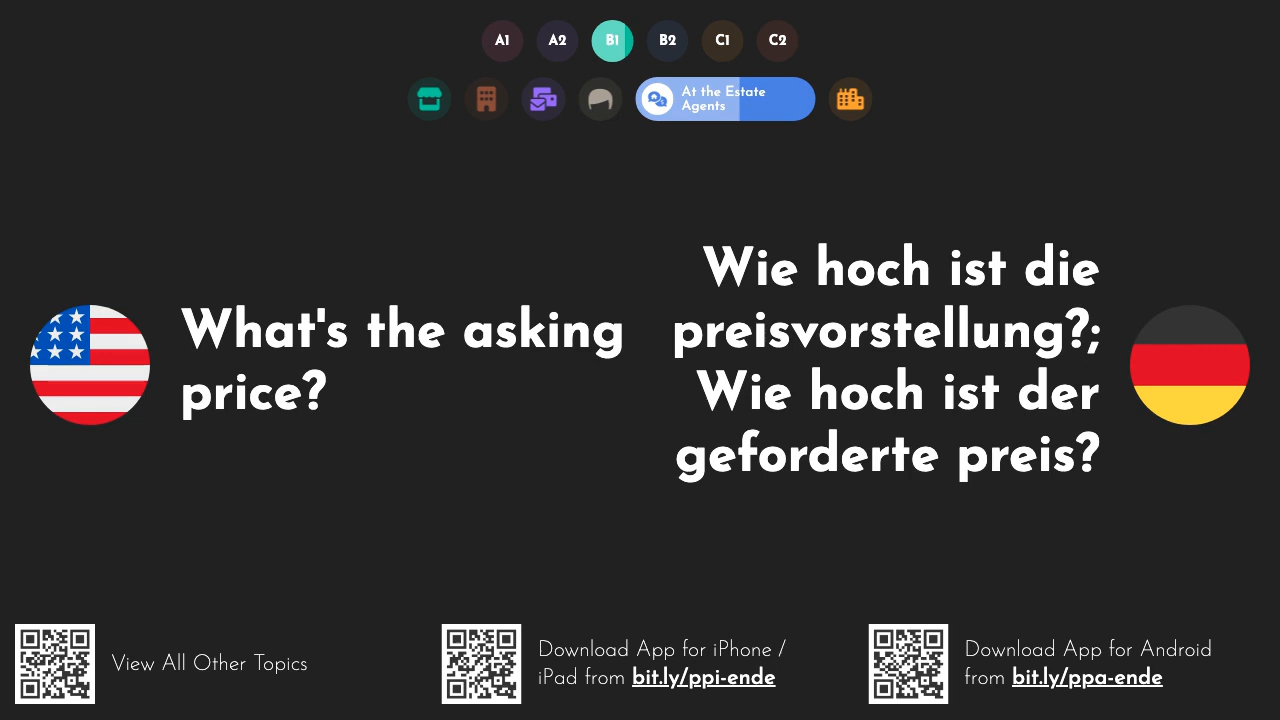 A1 A2 B1 B2 C1 C2
At the Estate
Agents
What's the asking
price?
Wie hoch ist die
preisvorstellung?;
Wie hoch ist der
geforderte preis?
View All Other Topics
Download App for iPhone /
iPad from bit.ly/ppi-ende
Download App for Android
from bit.ly/ppa-ende